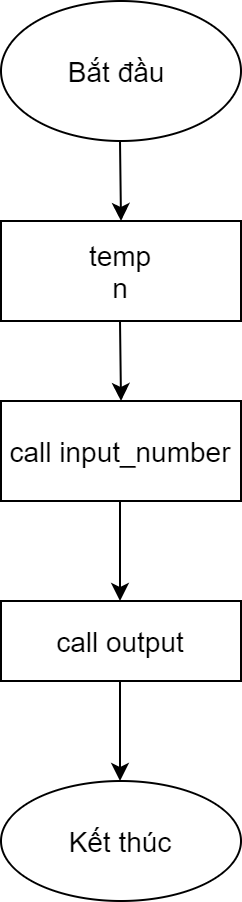 Bắt đầu
temp
n
call input_number
call output
Kết thúc